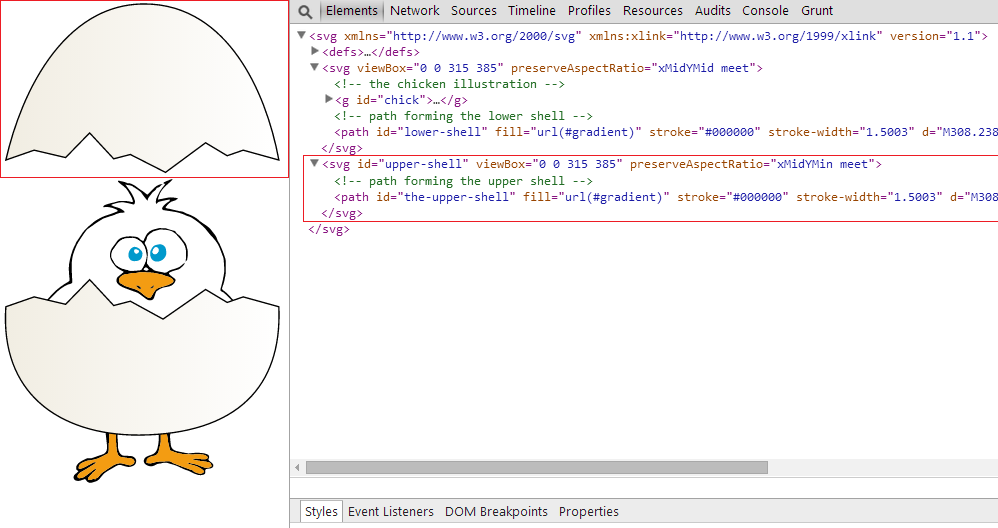 Elements Network Sources Timeline Profiles Resources Audits Console Grunt
<svg xmlns="http://www.w3.org/2000/svg" xmlns:xlink="http://www.w3.org/1999/xlink" version="1.1">
<defs>…</defs>
<svg viewBox="0 0 315 385" preserveAspectRatio="xMidYMid meet">
<!-- the chicken illustration -->
<g id="chick">…</g>
<!-- path forming the lower shell -->
<path id="lower-shell" fill="url(#gradient)" stroke="#000000" stroke-width="1.5003" d="M308.238
</svg>
<svg id="upper-shell" viewBox="0 0 315 385" preserveAspectRatio="xMidYMin meet">
<!-- path forming the upper shell -->
<path id="the-upper-shell" fill="url(#gradient)" stroke="#000000" stroke-width="1.5003" d="M308
</svg>
</svg>
Styles Event Listeners DOM Breakpoints Properties